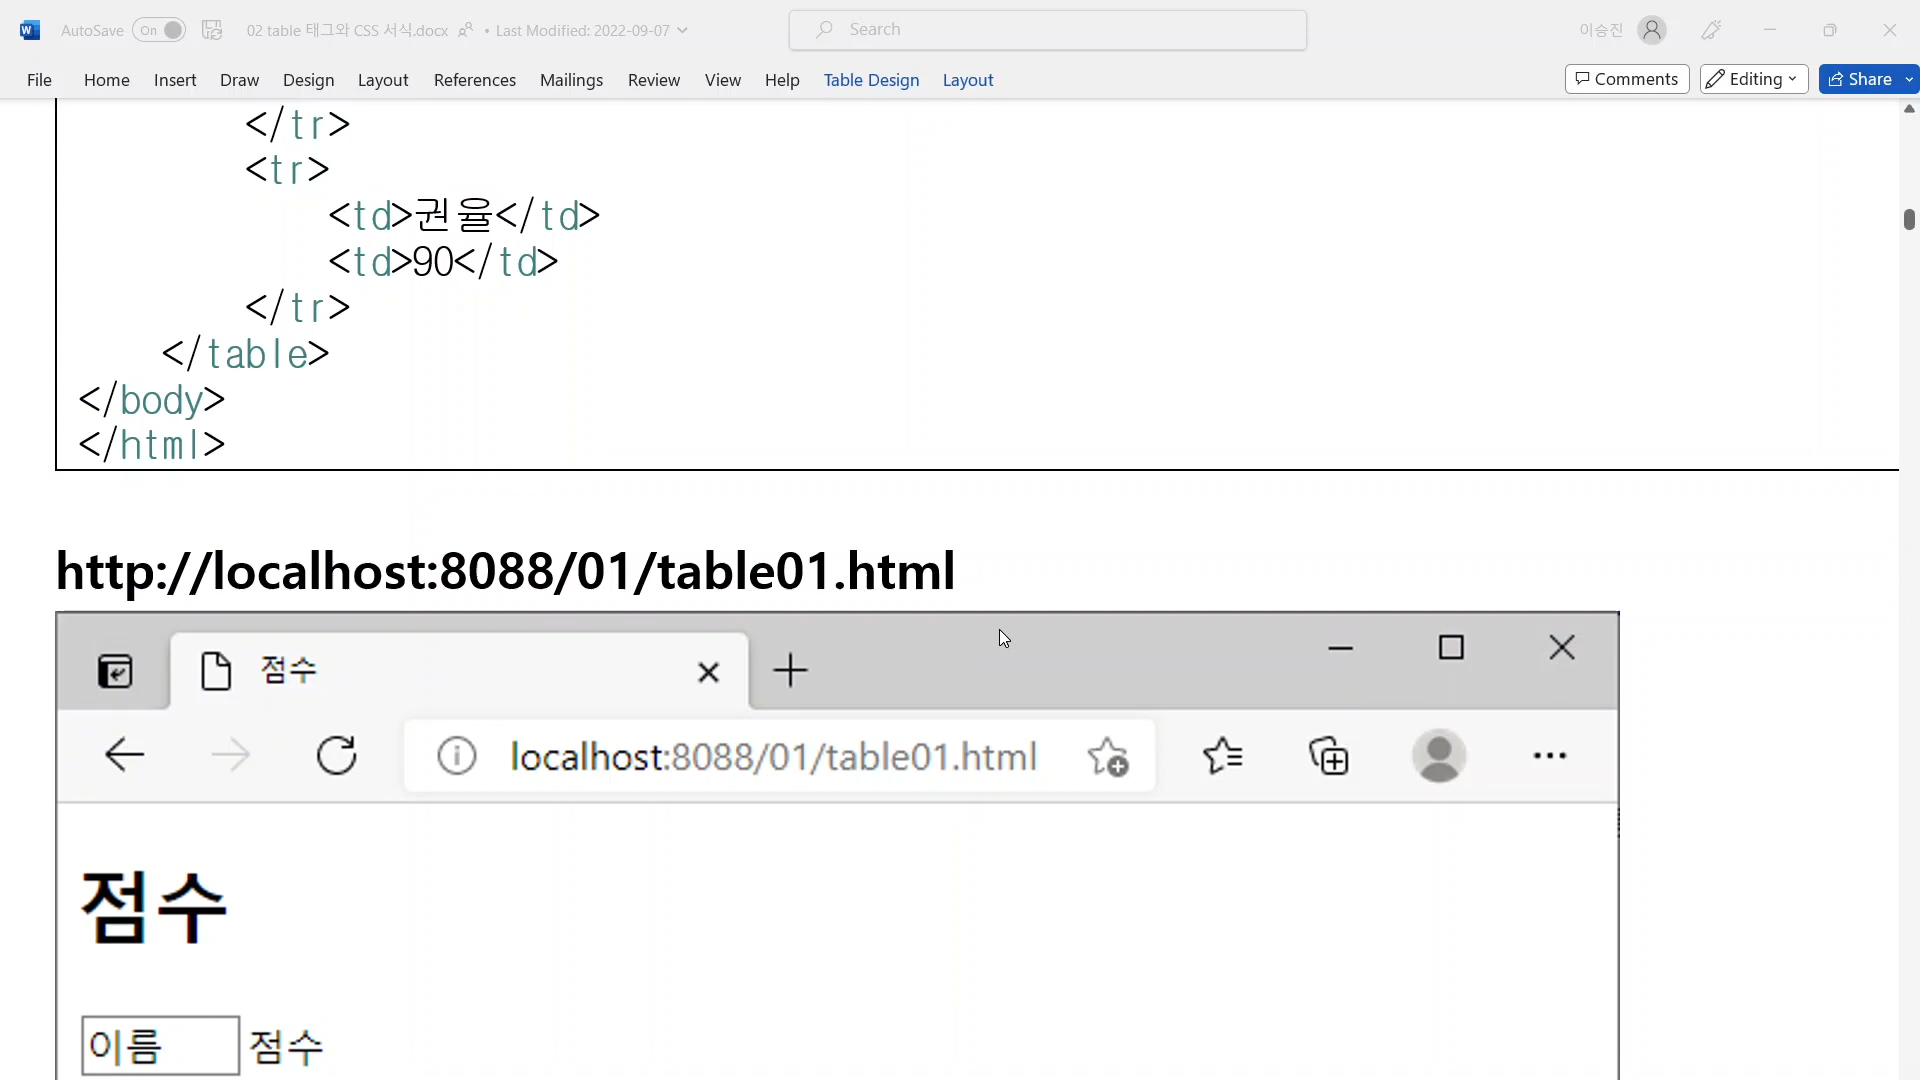 AutoSave On 02 table 태그와 CSS 서식.docx • Last Modified: 2022-09-07 Search 이승진
File Home Insert Draw Design Layout References Mailings Review View Help Table Design Layout Comments Editing Share
</tr>
<tr>
<td>권율</td>
<td>90</td>
</tr>
</table>
</body>
</html>
http://localhost:8088/01/table01.html
점수
localhost:8088/01/table01.html
점수
이름 점수